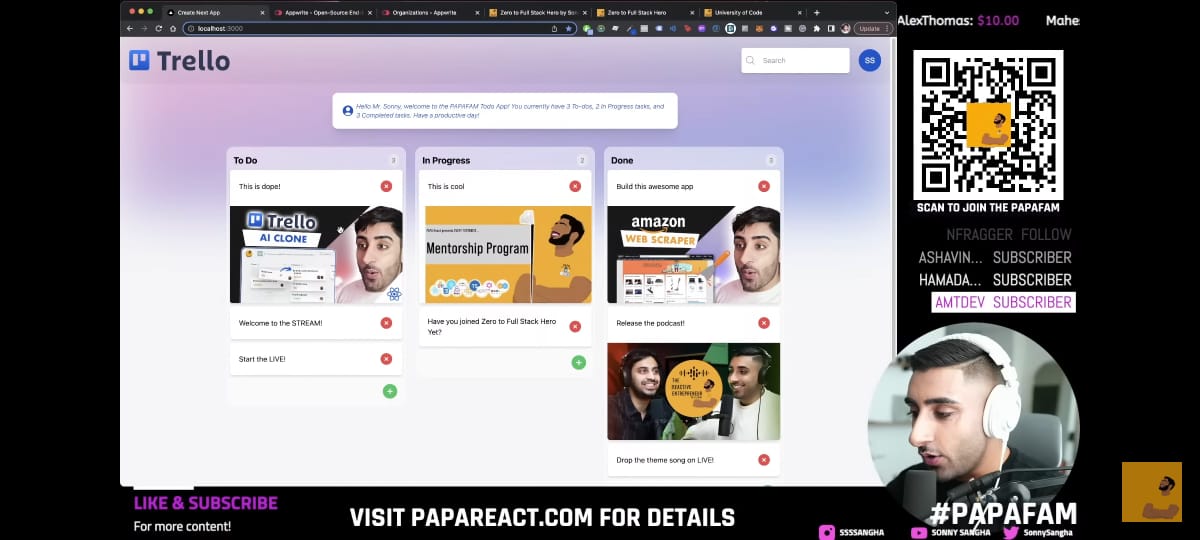 Create Next App
Appwrite - Open-Source End
Organizations - Appwrite
Zero to Full Stack Hero by Son
Zero to Full Stack Hero
University of Code
localhost:3000
Update
AlexThomas: $10.00
Mahe
Trello
Search
SS
Hello Mr. Sonny, welcome to the PAPAFAM Todo App! You currently have 3 To-dos, 2 In Progress tasks, and
3 Completed tasks. Have a productive day!
To Do
3
This is dope!
Trello
AI CLONE
Welcome to the STREAM!
Start the LIVE!
In Progress
2
This is cool
Mentorship Program
Have you joined Zero to Full Stack Hero
Yet?
Done
3
Build this awesome app
amazon
WEB SCRAPER
Release the podcast!
THE
REACTIVE
ENTREPRENEUR
Drop the theme song on LIVE!
SCAN TO JOIN THE PAPAFAM
NFRAGGER FOLLOW
ASHAVIN... SUBSCRIBER
HAMADA... SUBSCRIBER
AMTDEV SUBSCRIBER
LIKE & SUBSCRIBE
For more content!
VISIT PAPAREACT.COM FOR DETAILS
#PAPAFAM
SSSSANGHA
SONNY SANGHA
SonnySangha